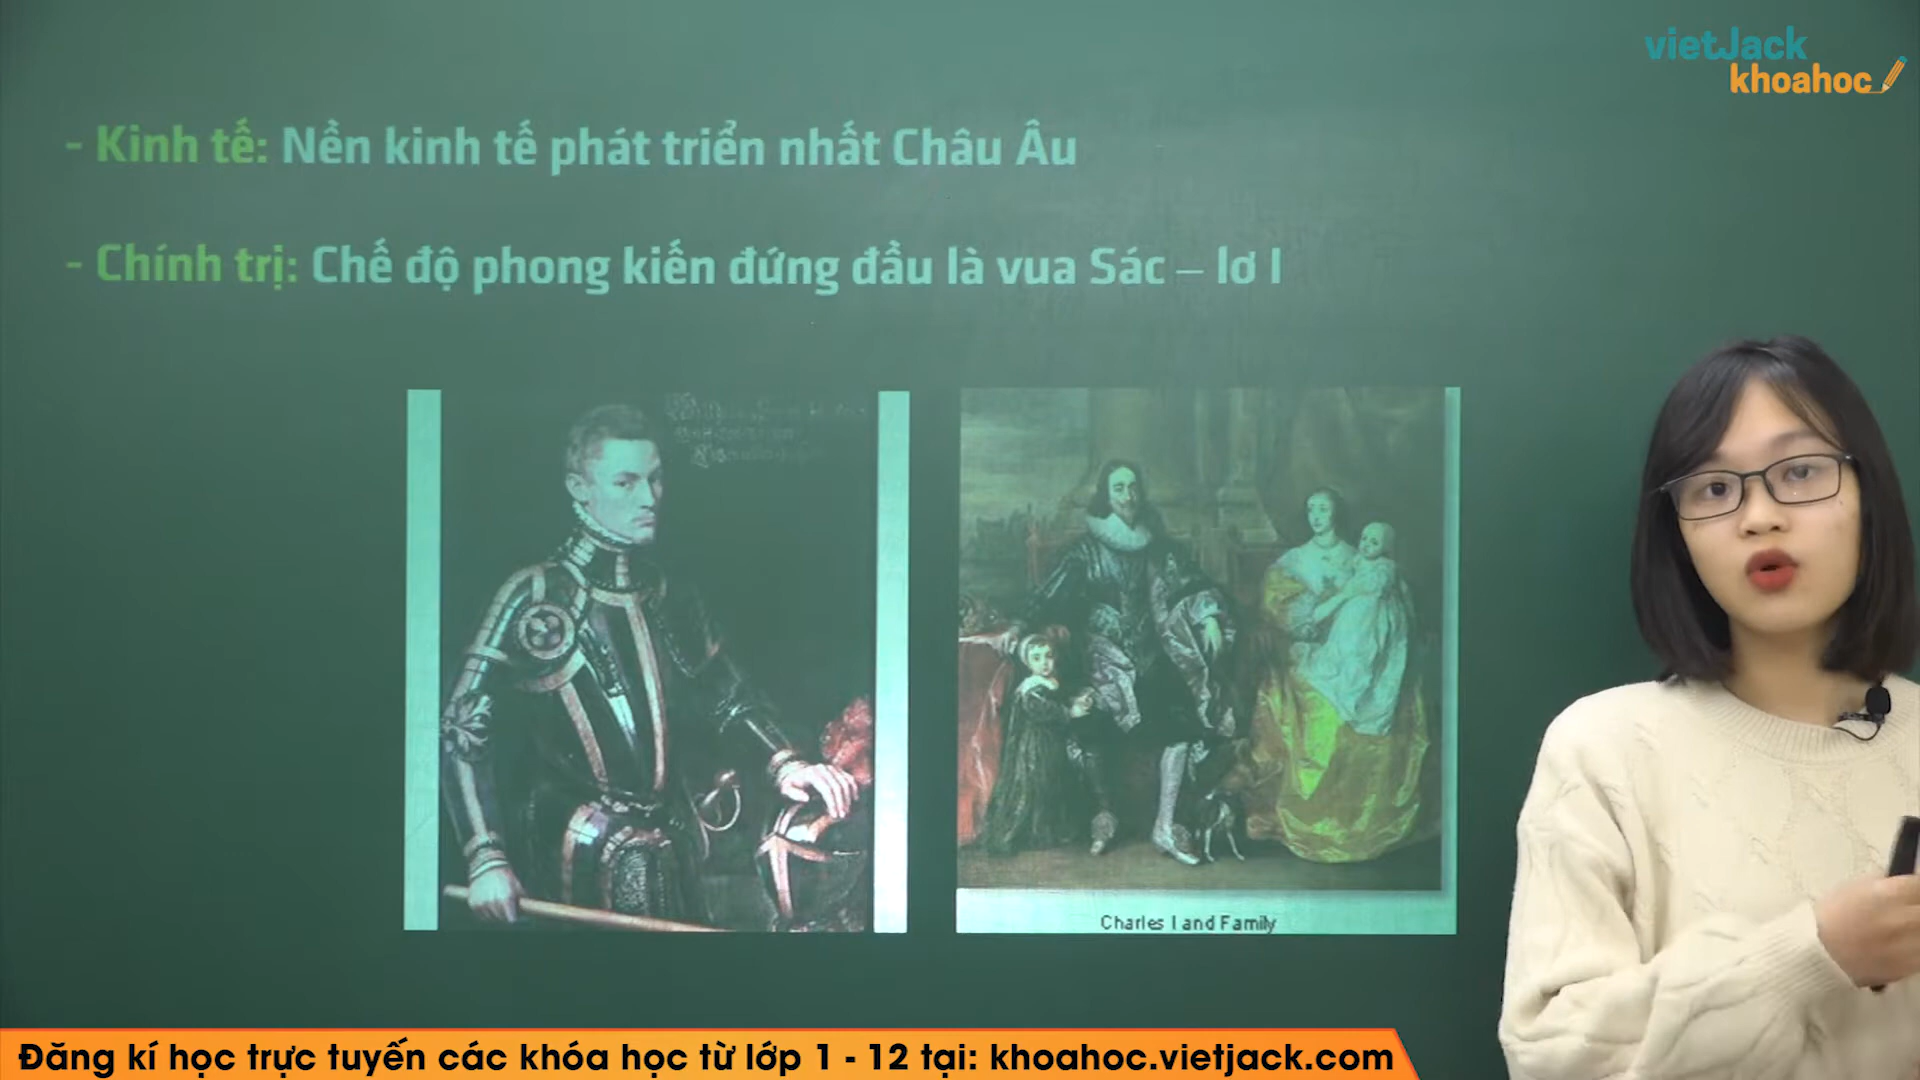 vietJack
khoahoc
- Kinh tế: Nền kinh tế phát triển nhất Châu Âu
- Chính trị: Chế độ phong kiến đứng đầu là vua Sác – lơ I
Charles I and Family
Đăng kí học trực tuyến các khóa học từ lớp 1 - 12 tại: khoahoc.vietjack.com